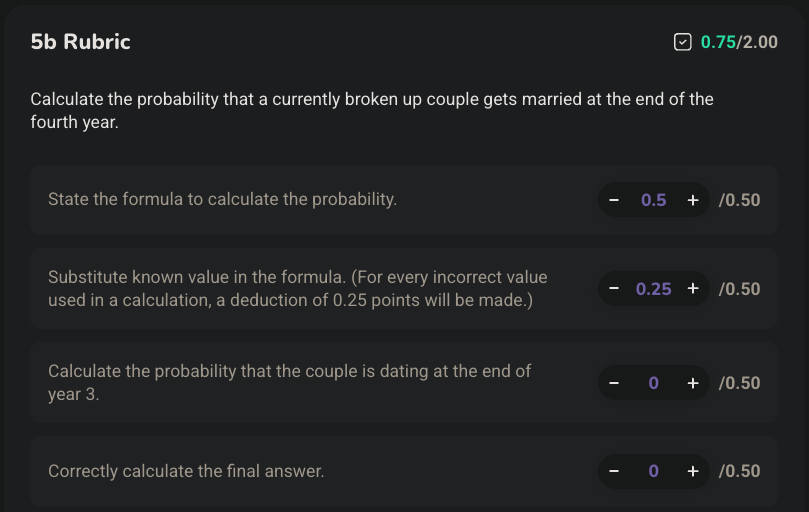 5b Rubric
0.75/2.00
Calculate the probability that a currently broken up couple gets married at the end of the
fourth year.
State the formula to calculate the probability.
− 0.5 + /0.50
Substitute known value in the formula. (For every incorrect value
used in a calculation, a deduction of 0.25 points will be made.)
− 0.25 + /0.50
Calculate the probability that the couple is dating at the end of
year 3.
− 0 + /0.50
Correctly calculate the final answer.
− 0 + /0.50